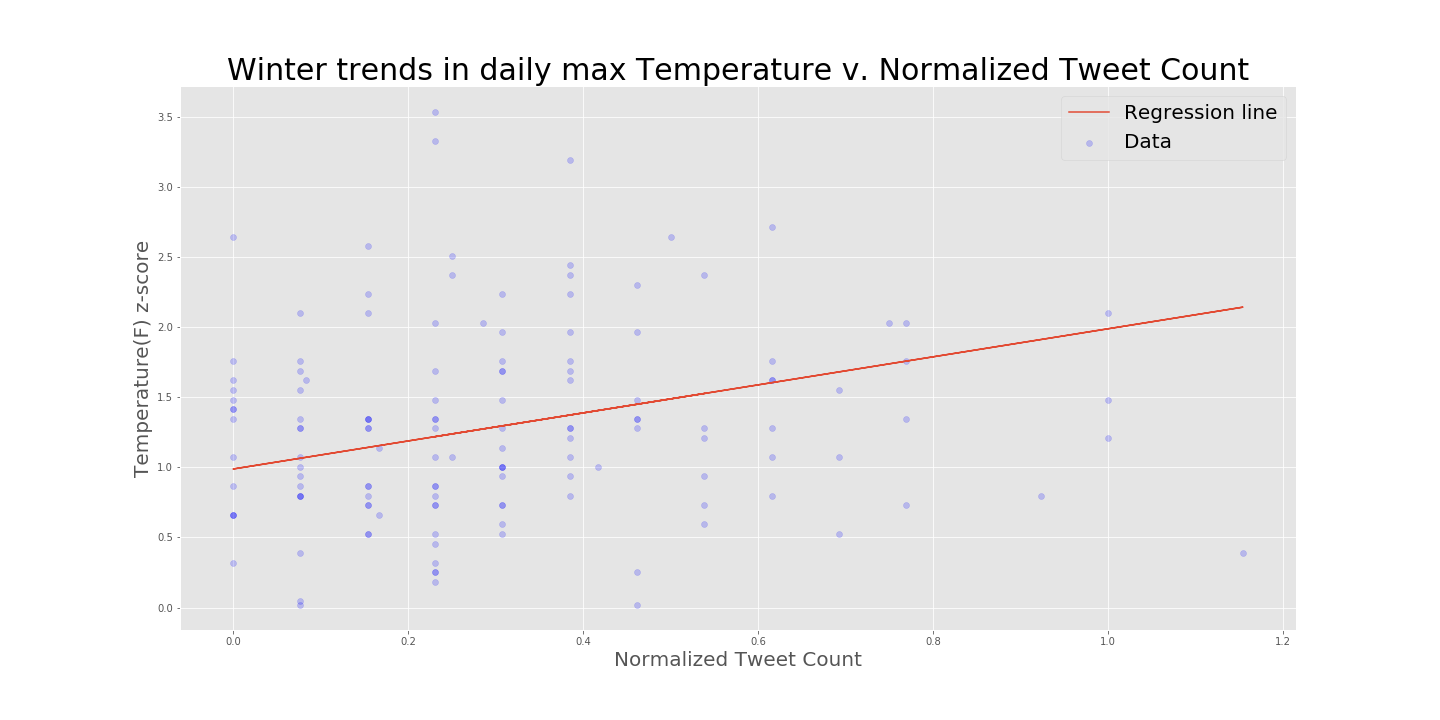 Winter trends in daily max Temperature v. Normalized Tweet Count
Regression line
Data
Temperature(F) z-score
3.5
3.0
2.5
2.0
1.5
1.0
0.5
0.0
0.0 0.2 0.4 0.6 0.8 1.0 1.2
Normalized Tweet Count